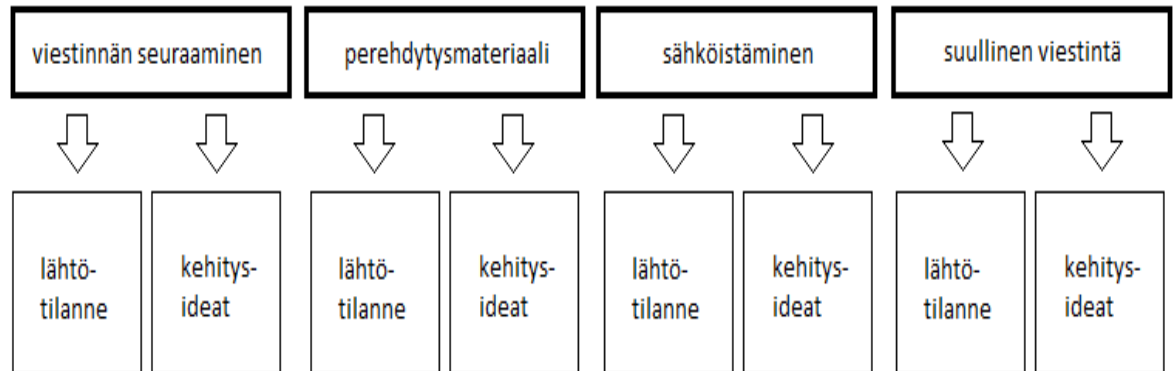 viestinnän seuraaminen
perehdytysmateriaali
sähköistäminen
suullinen viestintä
lähtö-
tilanne
kehitys-
ideat
lähtö-
tilanne
kehitys-
ideat
lähtö-
tilanne
kehitys-
ideat
lähtö-
tilanne
kehitys-
ideat